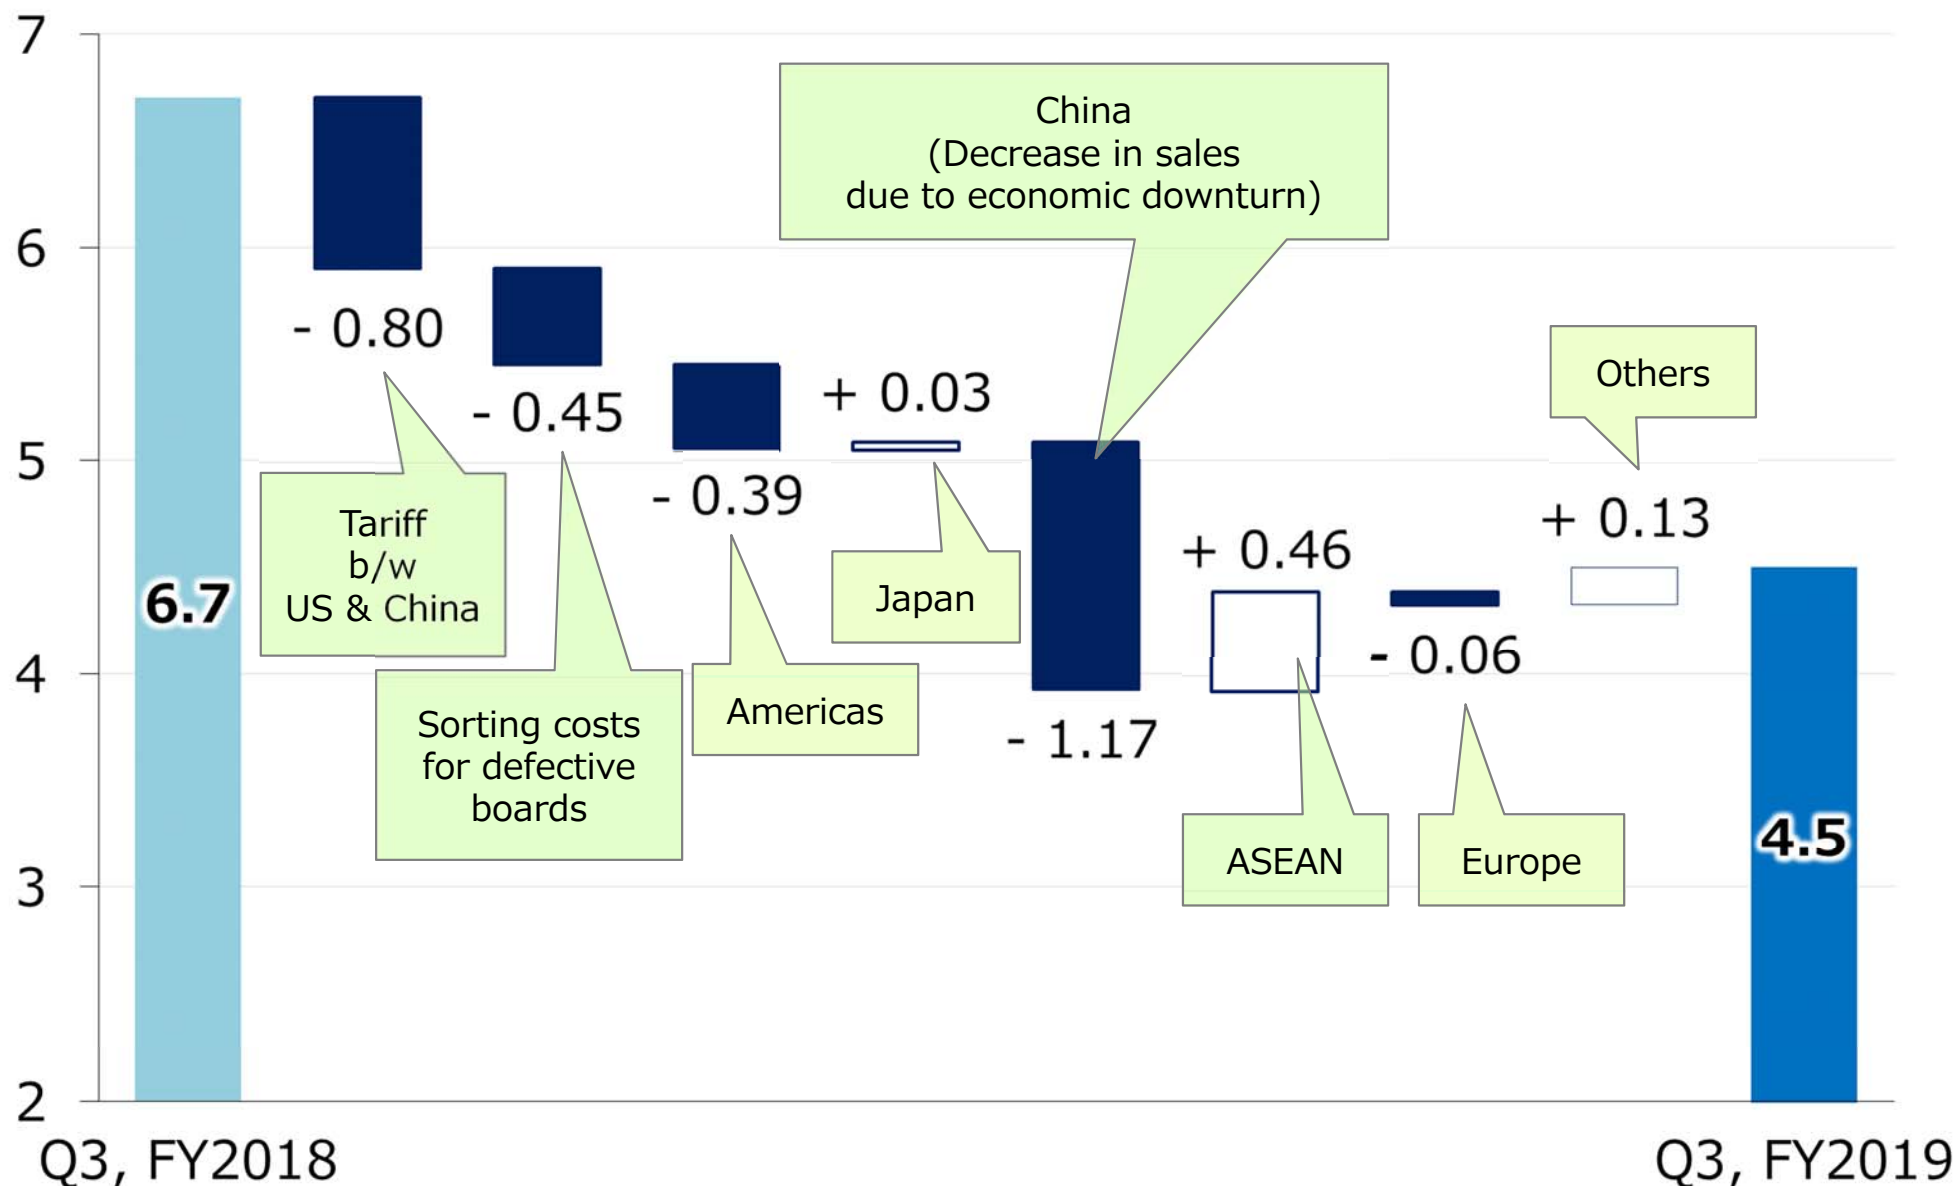 7
6
5
4
3
2
6.7
- 0.80
Tariff
b/w
US & China
- 0.45
Sorting costs
for defective
boards
- 0.39
Americas
+ 0.03
Japan
China
(Decrease in sales
due to economic downturn)
- 1.17
+ 0.46
ASEAN
- 0.06
Europe
Others
+ 0.13
4.5
Q3, FY2018
Q3, FY2019